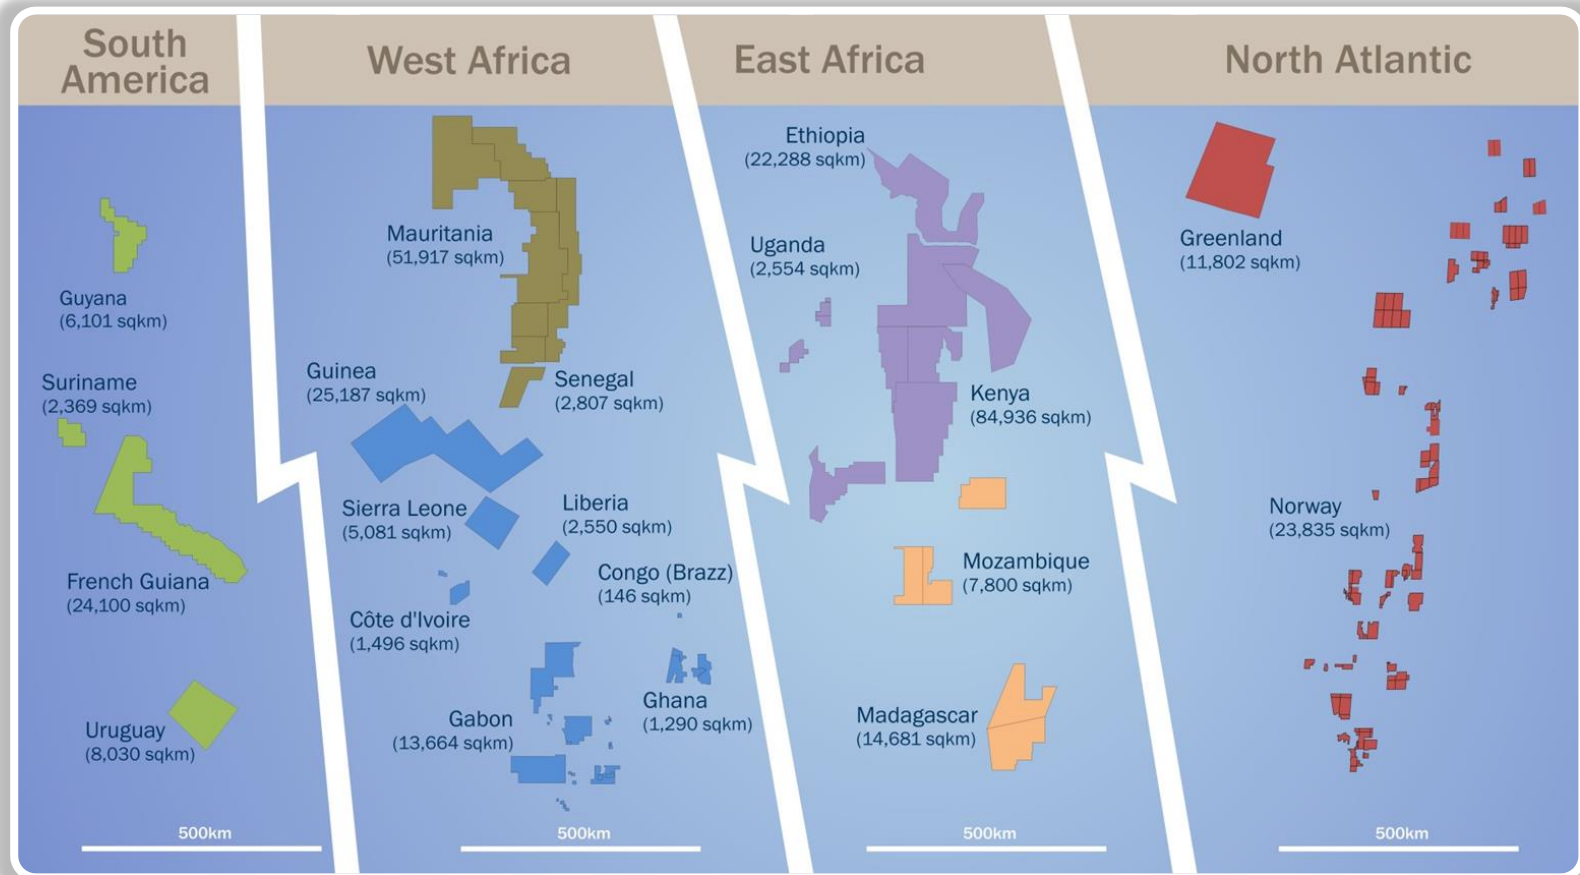 South
America
West Africa
East Africa
North Atlantic
Guyana
(6,101 sqkm)
Suriname
(2,369 sqkm)
French Guiana
(24,100 sqkm)
Uruguay
(8,030 sqkm)
500km
Mauritania
(51,917 sqkm)
Guinea
(25,187 sqkm)
Senegal
(2,807 sqkm)
Sierra Leone
(5,081 sqkm)
Liberia
(2,550 sqkm)
Congo (Brazz)
(146 sqkm)
Côte d'Ivoire
(1,496 sqkm)
Ghana
(1,290 sqkm)
Gabon
(13,664 sqkm)
500km
Ethiopia
(22,288 sqkm)
Uganda
(2,554 sqkm)
Kenya
(84,936 sqkm)
Mozambique
(7,800 sqkm)
Madagascar
(14,681 sqkm)
500km
Greenland
(11,802 sqkm)
Norway
(23,835 sqkm)
500km